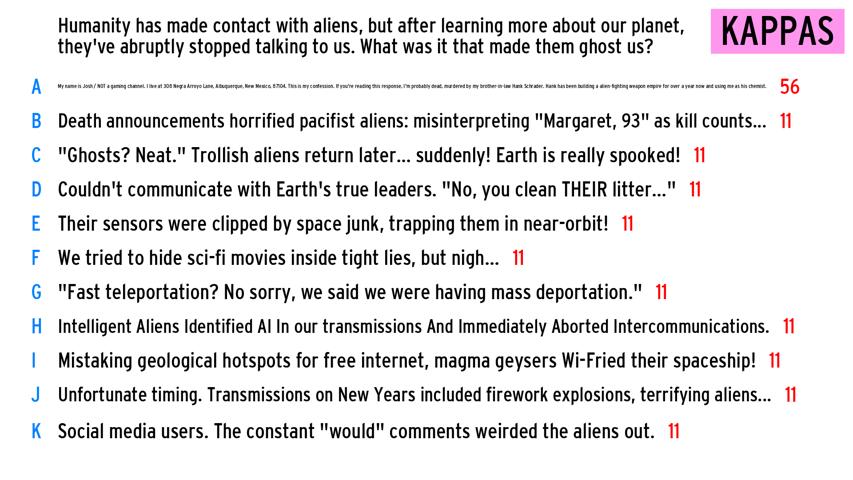 Humanity has made contact with aliens, but after learning more about our planet,
they've abruptly stopped talking to us. What was it that made them ghost us?
KAPPAS
A My name is Josh / NOT a gaming channel. I live at 308 Negra Arroyo Lane, Albuquerque, New Mexico, 87104. This is my confession. If you're reading this response, I'm probably dead, murdered by my brother-in-law Hank Schrader. Hank has been building a alien-fighting weapon empire for over a year now and using me as his chemist. 56
B Death announcements horrified pacifist aliens: misinterpreting "Margaret, 93" as kill counts... 11
C "Ghosts? Neat." Trollish aliens return later... suddenly! Earth is really spooked! 11
D Couldn't communicate with Earth's true leaders. "No, you clean THEIR litter..." 11
E Their sensors were clipped by space junk, trapping them in near-orbit! 11
F We tried to hide sci-fi movies inside tight lies, but nigh... 11
G "Fast teleportation? No sorry, we said we were having mass deportation." 11
H Intelligent Aliens Identified AI In our transmissions And Immediately Aborted Intercommunications. 11
I Mistaking geological hotspots for free internet, magma geysers Wi-Fried their spaceship! 11
J Unfortunate timing. Transmissions on New Years included firework explosions, terrifying aliens... 11
K Social media users. The constant "would" comments weirded the aliens out. 11